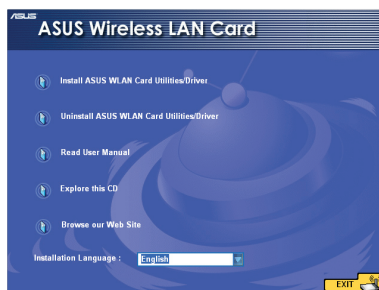 ASUS
ASUS Wireless LAN Card
Install ASUS WLAN Card Utilities/Driver
Uninstall ASUS WLAN Card Utilities/Driver
Read User Manual
Explore this CD
Browse our Web Site
Installation Language : English
EXIT